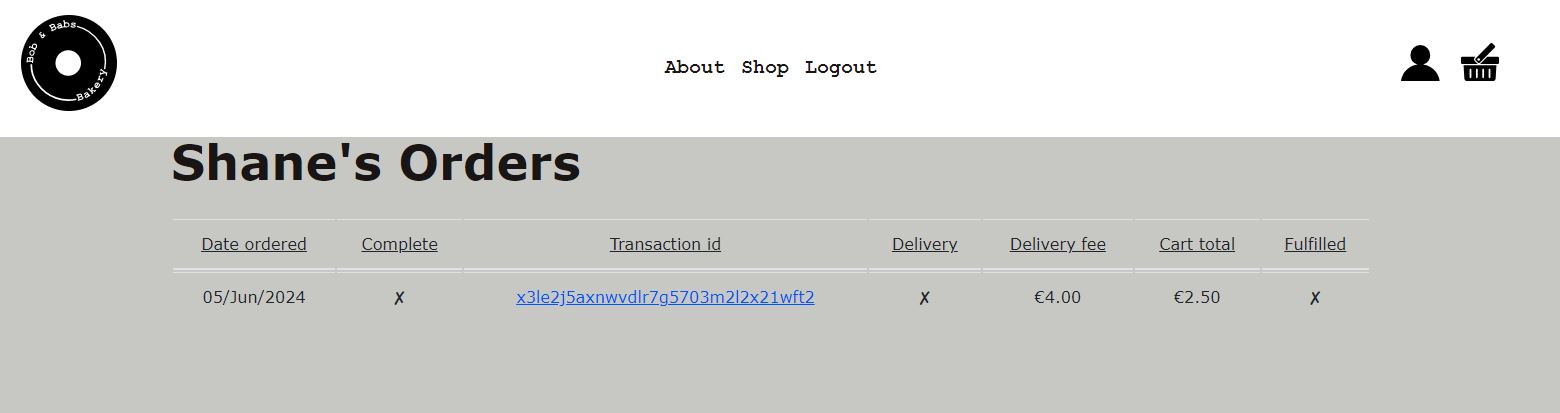 Bob & Babs
Bakery
About Shop Logout
Shane's Orders
Date ordered Complete Transaction id Delivery Delivery fee Cart total Fulfilled
05/Jun/2024 ✗ x3le2j5axnwvdlr7g5703m2l2x21wft2 ✗ €4.00 €2.50 ✗